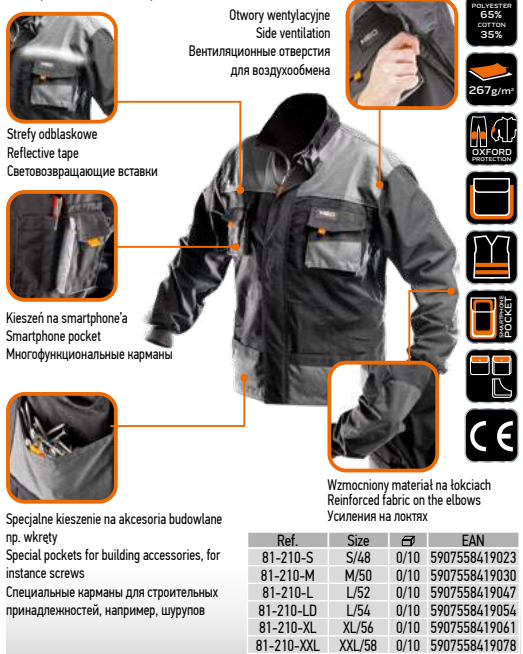 Otwory wentylacyjne
Side ventilation
Вентиляционные отверстия
для воздухообмена
POLYESTER
65%
COTTON
35%
267g/m²
OXFORD
PROTECTION
SMARTPHONE
POCKET
CE
NEO
NEO
Strefy odblaskowe
Reflective tape
Световозвращающие вставки
Kieszeń na smartphone'a
Smartphone pocket
Многофункциональные карманы
Specjalne kieszenie na akcesoria budowlane
np. wkręty
Special pockets for building accessories, for
instance screws
Специальные карманы для строительных
принадлежностей, например, шурупов
Wzmocniony materiał na łokciach
Reinforced fabric on the elbows
Усиления на локтях
Ref. Size EAN
81-210-S S/48 0/10 5907558419023
81-210-M M/50 0/10 5907558419030
81-210-L L/52 0/10 5907558419047
81-210-LD L/54 0/10 5907558419054
81-210-XL XL/56 0/10 5907558419061
81-210-XXL XXL/58 0/10 5907558419078